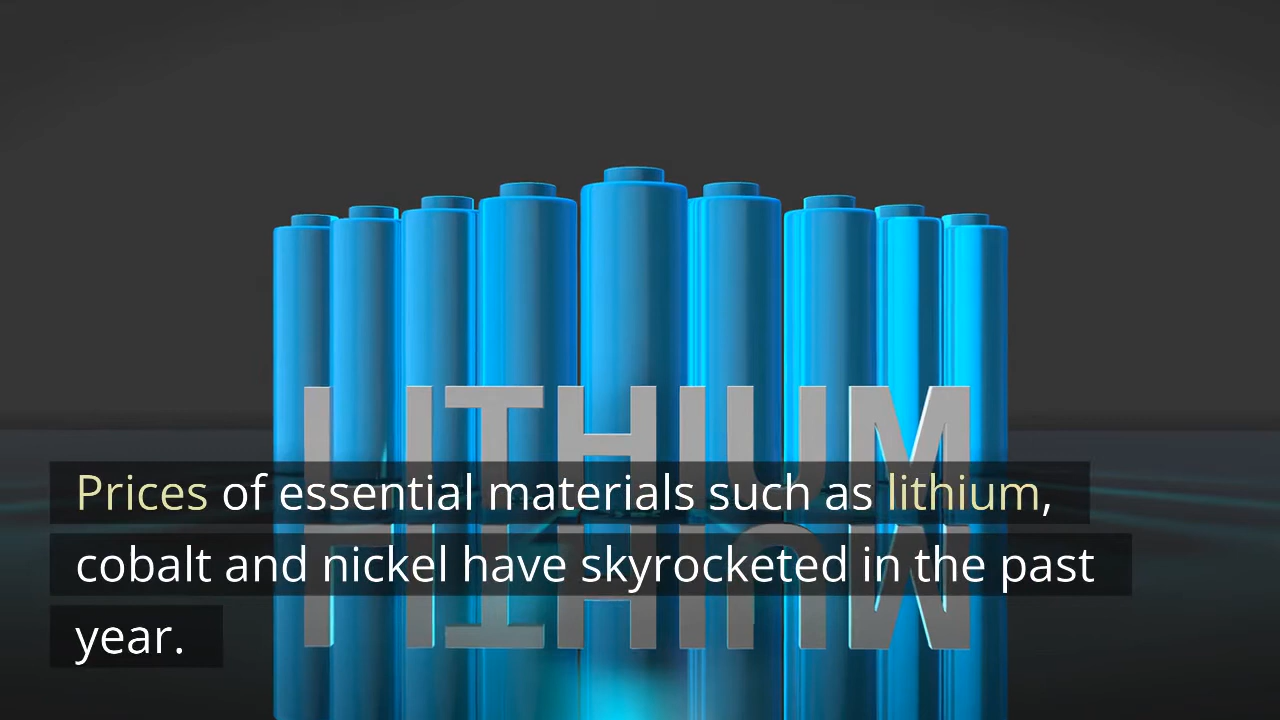 LITHIUM
Prices of essential materials such as lithium,
cobalt and nickel have skyrocketed in the past
year.